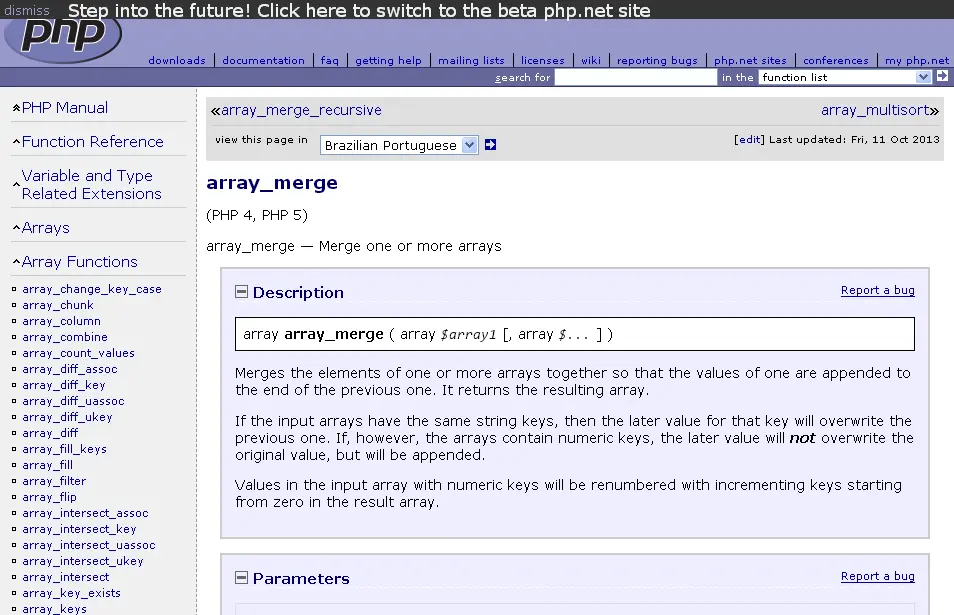 dismiss Step into the future! Click here to switch to the beta php.net site
php
downloads | documentation | faq | getting help | mailing lists | licenses | wiki | reporting bugs | php.net sites | conferences | my php.net
search for in the function list
PHP Manual
Function Reference
Variable and Type
Related Extensions
Arrays
Array Functions
array_change_key_case
array_chunk
array_column
array_combine
array_count_values
array_diff_assoc
array_diff_key
array_diff_uassoc
array_diff_ukey
array_diff
array_fill_keys
array_fill
array_filter
array_flip
array_intersect_assoc
array_intersect_key
array_intersect_uassoc
array_intersect_ukey
array_intersect
array_key_exists
array_keys
«array_merge_recursive array_multisort»
view this page in Brazilian Portuguese [edit] Last updated: Fri, 11 Oct 2013
array_merge
(PHP 4, PHP 5)
array_merge — Merge one or more arrays
Description Report a bug
array array_merge ( array $array1 [, array $... ] )
Merges the elements of one or more arrays together so that the values of one are appended to
the end of the previous one. It returns the resulting array.
If the input arrays have the same string keys, then the later value for that key will overwrite the
previous one. If, however, the arrays contain numeric keys, the later value will not overwrite the
original value, but will be appended.
Values in the input array with numeric keys will be renumbered with incrementing keys starting
from zero in the result array.
Parameters Report a bug